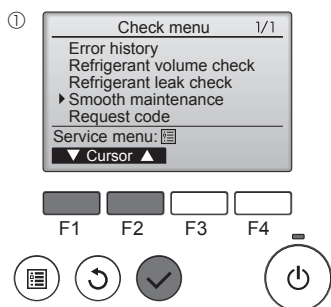 ①
Check menu 1/1
Error history
Refrigerant volume check
Refrigerant leak check
Smooth maintenance
Request code
Service menu:
▼ Cursor ▲
F1 F2 F3 F4